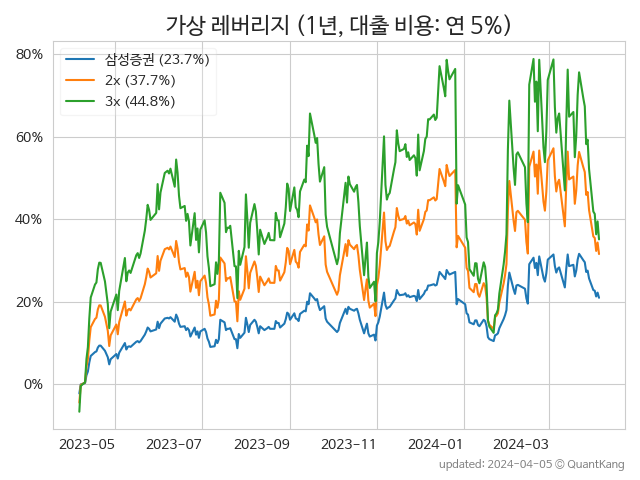 가상 레버리지 (1년, 대출 비용: 연 5%)
80%
60%
40%
20%
0%
삼성증권 (23.7%)
2x (37.7%)
3x (44.8%)
2023-05 2023-07 2023-09 2023-11 2024-01 2024-03
updated: 2024-04-05 © QuantKang